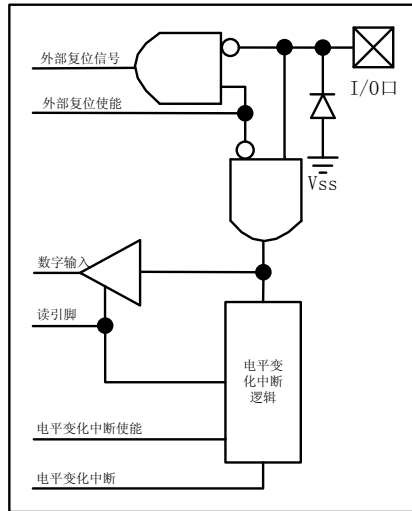 外部复位信号
外部复位使能
I/O口
Vss
数字输入
读引脚
电平变
化中断
逻辑
电平变化中断使能
电平变化中断